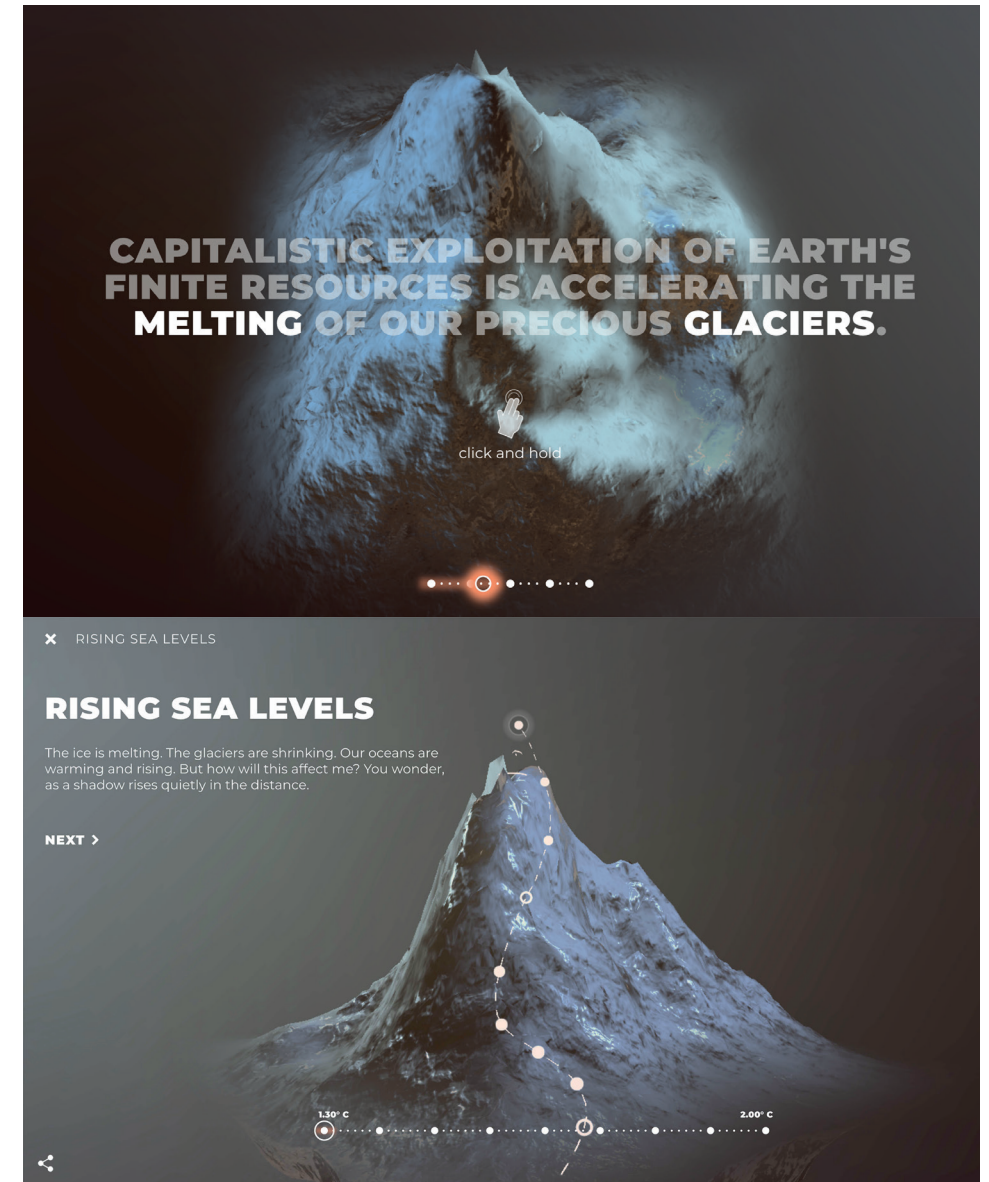 CAPITALISTIC EXPLOITATION OF EARTH'S
FINITE RESOURCES IS ACCELERATING THE
MELTING OF OUR PRECIOUS GLACIERS.
click and hold
RISING SEA LEVELS
RISING SEA LEVELS
The ice is melting. The glaciers are shrinking. Our oceans are
warming and rising. But how will this affect me? You wonder,
as a shadow rises quietly in the distance.
NEXT
1.30° C
2.00° C